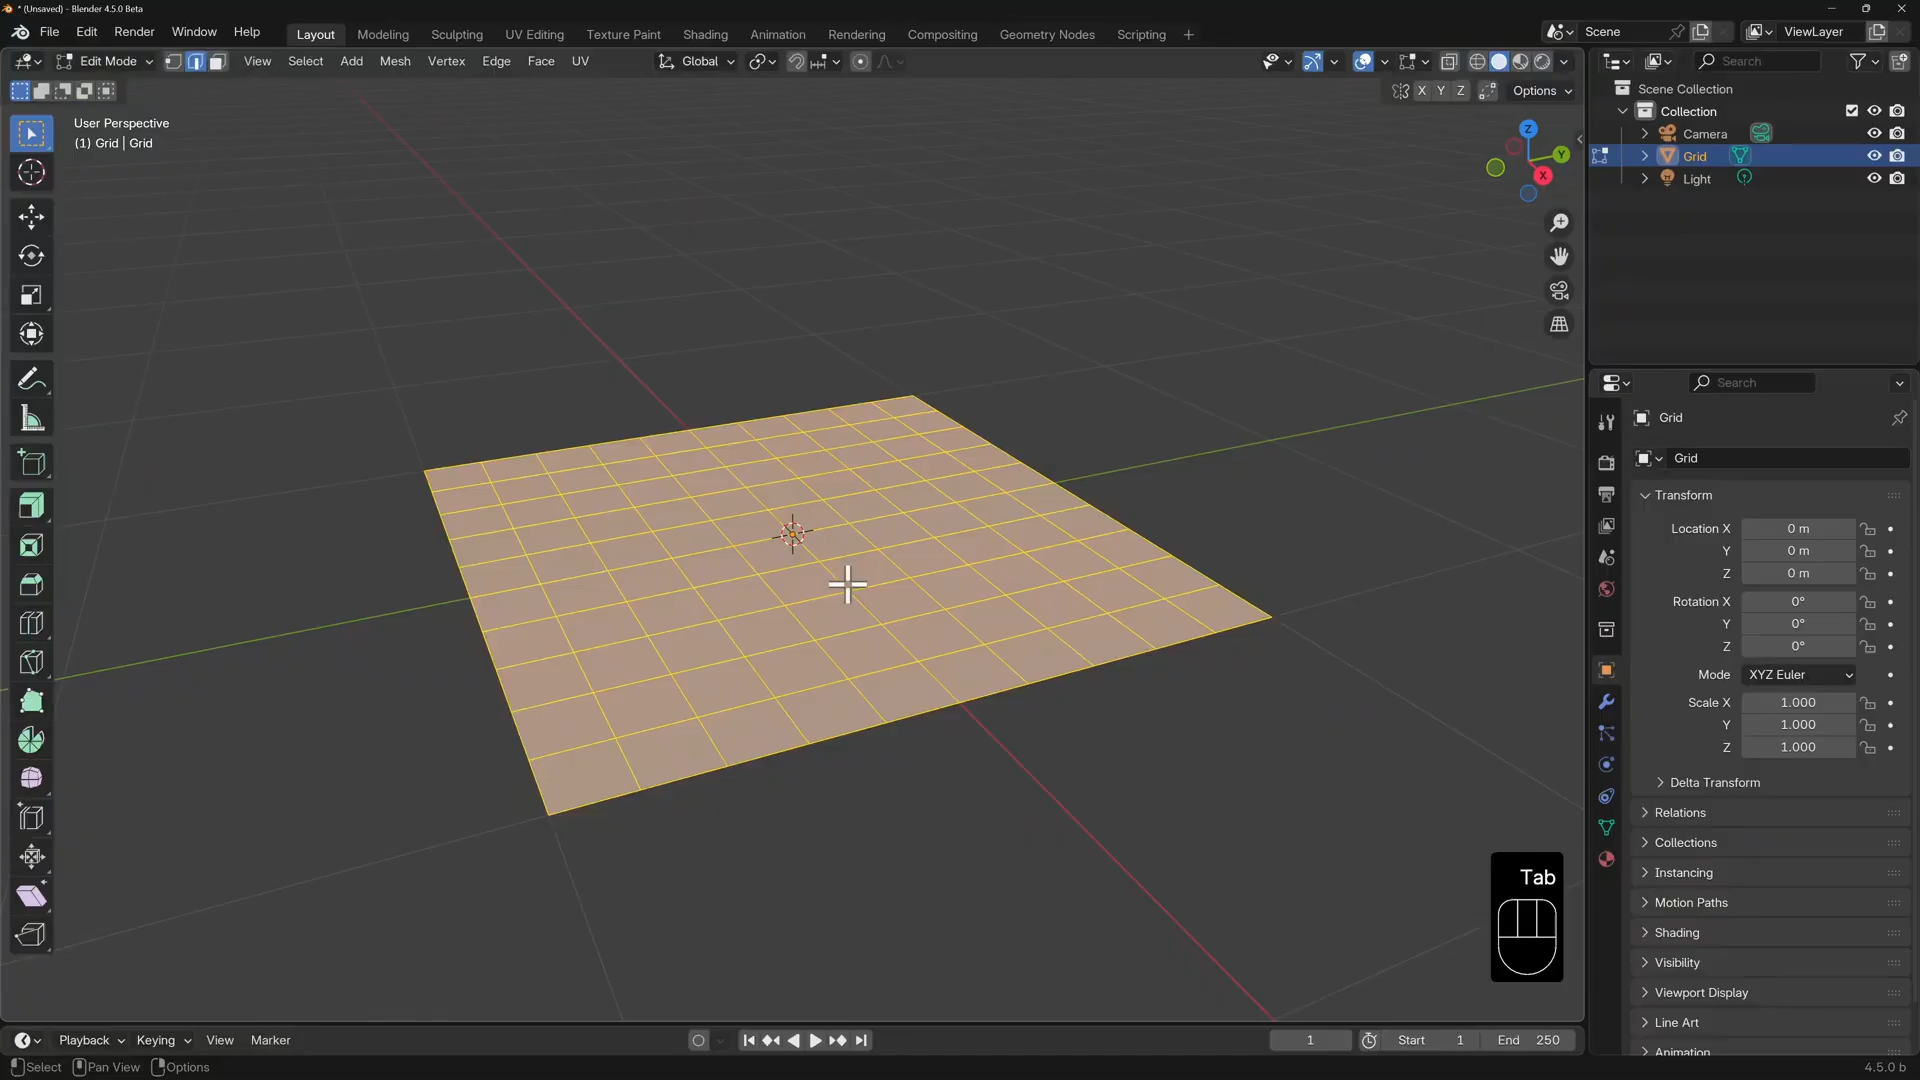 * (Unsaved) - Blender 4.5.0 Beta
File Edit Render Window Help Layout Modeling Sculpting UV Editing Texture Paint Shading Animation Rendering Compositing Geometry Nodes Scripting + Scene ViewLayer
Edit Mode View Select Add Mesh Vertex Edge Face UV Global Search
X Y Z Options
User Perspective
(1) Grid | Grid
Z
Y
X
Scene Collection
Collection
Camera
Grid
Light
Search
Grid
Grid
Transform
Location X 0 m
Y 0 m
Z 0 m
Rotation X 0°
Y 0°
Z 0°
Mode XYZ Euler
Scale X 1.000
Y 1.000
Z 1.000
Delta Transform
Relations
Collections
Instancing
Motion Paths
Shading
Visibility
Viewport Display
Line Art
Animation
Tab
Playback Keying View Marker 1 Start 1 End 250
Select Pan View Options 4.5.0 b